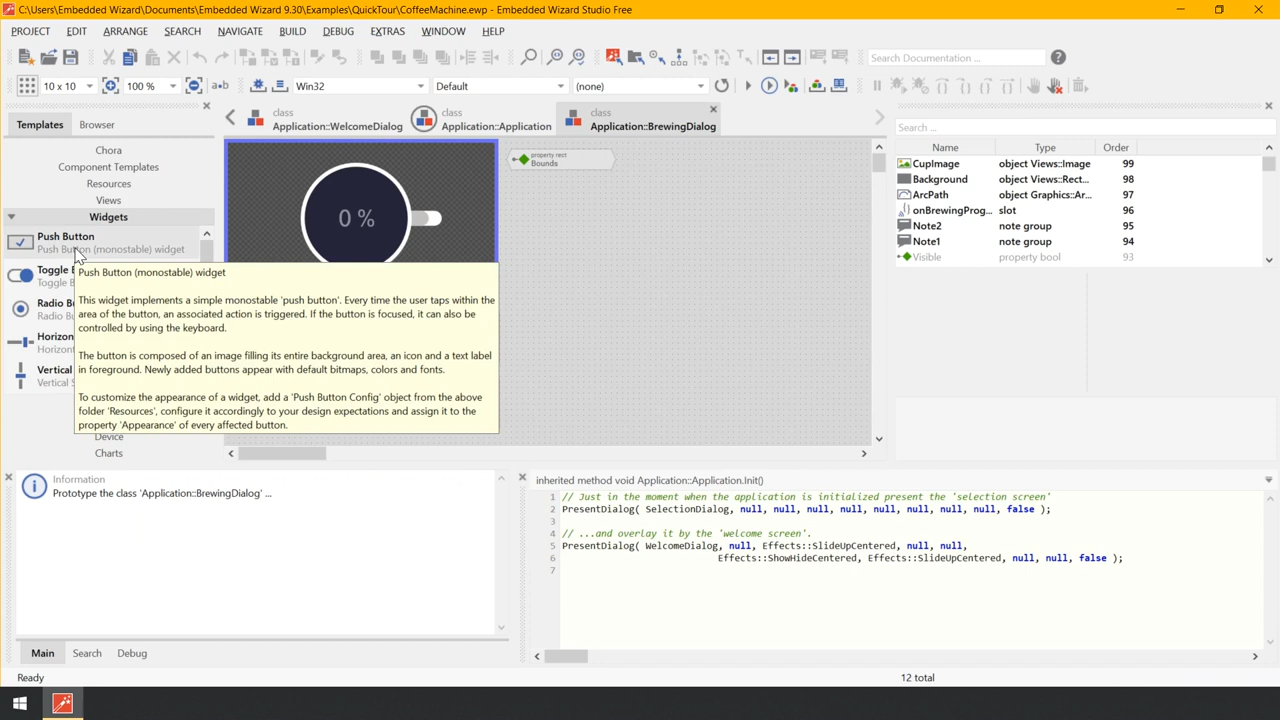 C:\Users\Embedded Wizard\Documents\Embedded Wizard 9.30\Examples\QuickTour\CoffeeMachine.ewp - Embedded Wizard Studio Free
PROJECT EDIT ARRANGE SEARCH NAVIGATE BUILD DEBUG EXTRAS WINDOW HELP
Search Documentation ...
10 x 10 100 % a•b Win32 Default (none)
Templates Browser
class
Application::WelcomeDialog
class
Application::Application
class
Application::BrewingDialog
Chora
Component Templates
Resources
Views
Widgets
Push Button
Push Button (monostable) widget
Toggle B
Toggle B
Radio Bu
Radio Bu
Horizon
Horizont
Vertical
Vertical S
Device
Charts
0 %
property rect
Bounds
Push Button (monostable) widget
This widget implements a simple monostable 'push button'. Every time the user taps within the
area of the button, an associated action is triggered. If the button is focused, it can also be
controlled by using the keyboard.
The button is composed of an image filling its entire background area, an icon and a text label
in foreground. Newly added buttons appear with default bitmaps, colors and fonts.
To customize the appearance of a widget, add a 'Push Button Config' object from the above
folder 'Resources', configure it accordingly to your design expectations and assign it to the
property 'Appearance' of every affected button.
Search ...
Name Type Order
CupImage object Views::Image 99
Background object Views::Rect... 98
ArcPath object Graphics::Ar... 97
onBrewingProg... slot 96
Note2 note group 95
Note1 note group 94
Visible property bool 93
Information
Prototype the class 'Application::BrewingDialog' ...
Main Search Debug
inherited method void Application::Application.Init()
1 // Just in the moment when the application is initialized present the 'selection screen'
2 PresentDialog( SelectionDialog, null, null, null, null, null, null, null, null, false );
3
4 // ...and overlay it by the 'welcome screen'.
5 PresentDialog( WelcomeDialog, null, Effects::SlideUpCentered, null, null,
6 Effects::ShowHideCentered, Effects::SlideUpCentered, null, null, false );
7
Ready 12 total